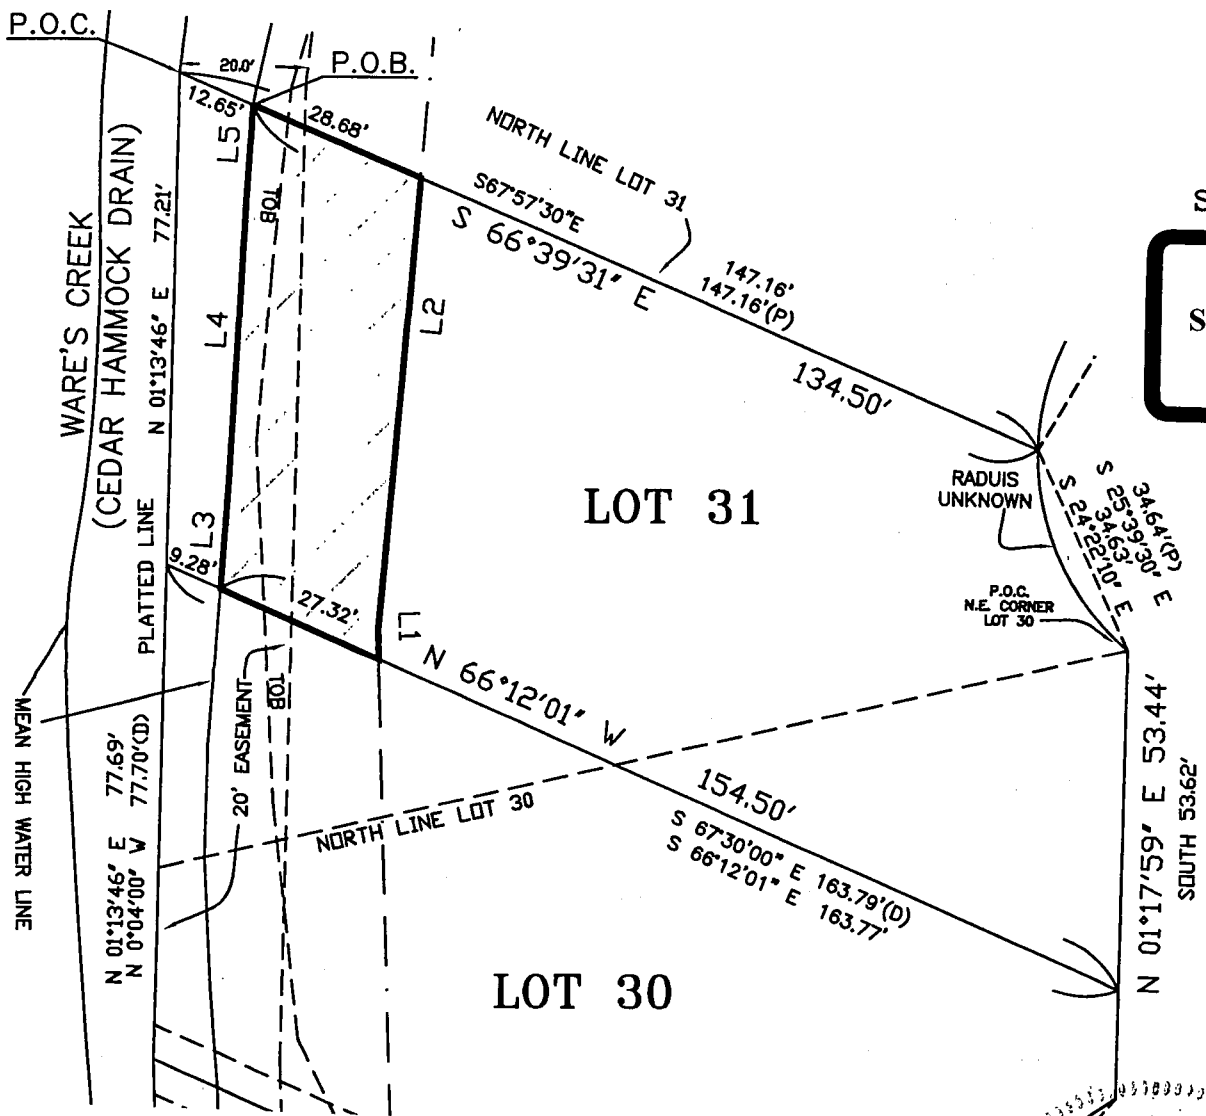 P.O.C.
20.0'
P.O.B.
12.65'
28.68'
L5
TOB
NORTH LINE LOT 31
S67°57'30"E
S 66°39'31" E
147.16'
147.16'(P)
134.50'
WARE'S CREEK
(CEDAR HAMMOCK DRAIN)
N 01°13'46" E 77.21'
PLATTED LINE
L4
L2
L3
9.28'
27.32'
L1
LOT 31
RADUIS
UNKNOWN
34.64'(P)
S 25°39'30" E
34.63'
S 24°22'10" E
P.O.C.
N.E. CORNER
LOT 30
N 66°12'01" W
154.50'
S 67°30'00" E 163.79'(D)
S 66°12'01" E 163.77'
N 01°17'59" E 53.44'
SOUTH 53.62'
MEAN HIGH WATER LINE
N 01°13'46" E 77.69'
N 0°04'00" W 77.70'(D)
20' EASEMENT
TOB
NORTH LINE LOT 30
LOT 30
S
S